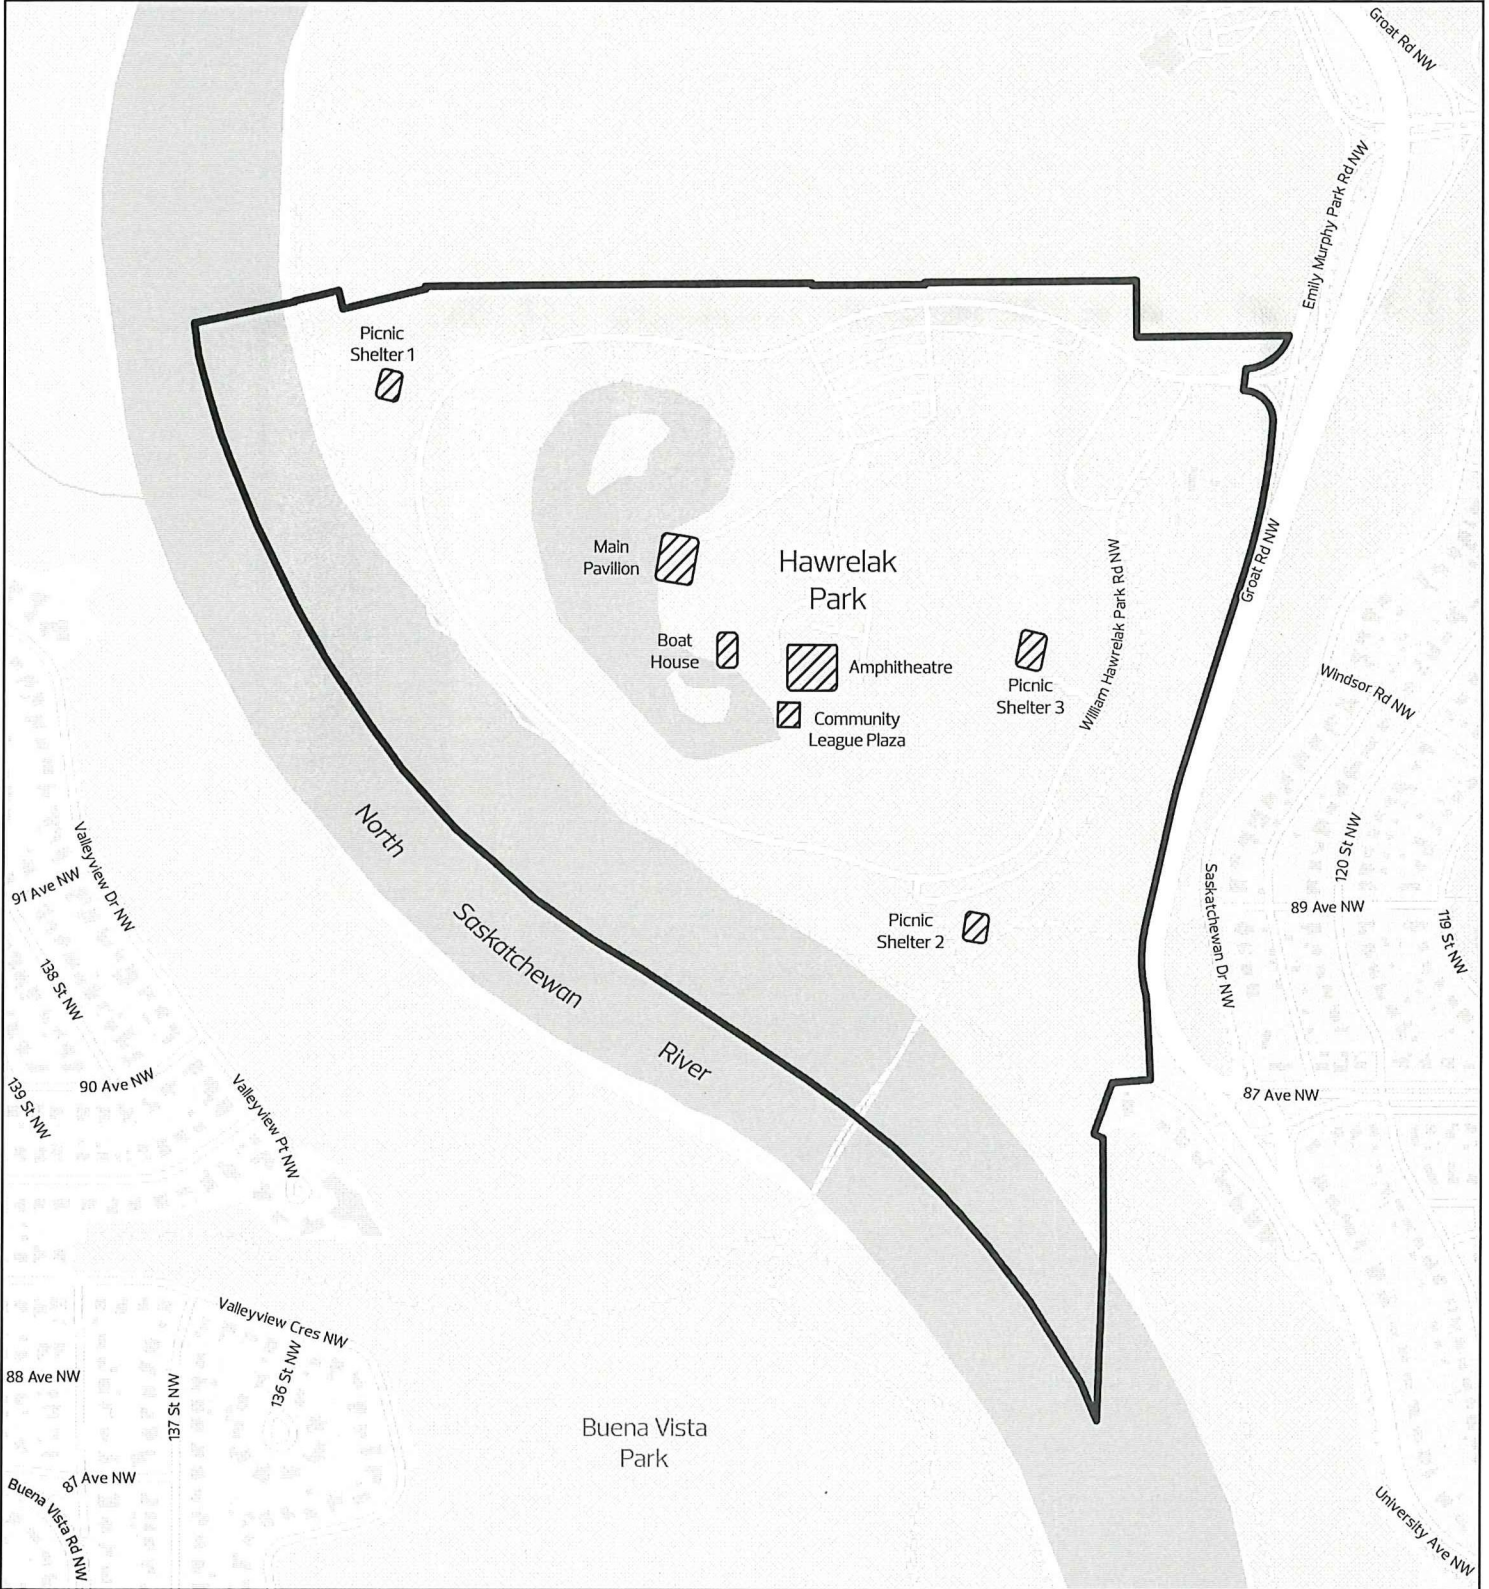 Groat Rd NW
Emily Murphy Park Rd NW
Picnic
Shelter 1
Main
Pavilion
Hawrelak
Park
Groat Rd NW
William Hawrelak Park Rd NW
Boat
House
Amphitheatre
Picnic
Shelter 3
Community
League Plaza
Windsor Rd NW
North
Saskatchewan
River
Valleyview Dr NW
91 Ave NW
120 St NW
89 Ave NW
119 St NW
Saskatchewan Dr NW
Picnic
Shelter 2
138 St NW
90 Ave NW
139 St NW
Valleyview Pt NW
87 Ave NW
Valleyview Cres NW
136 St NW
88 Ave NW
137 St NW
Buena Vista
Park
87 Ave NW
Buena Vista Rd NW
University Ave NW